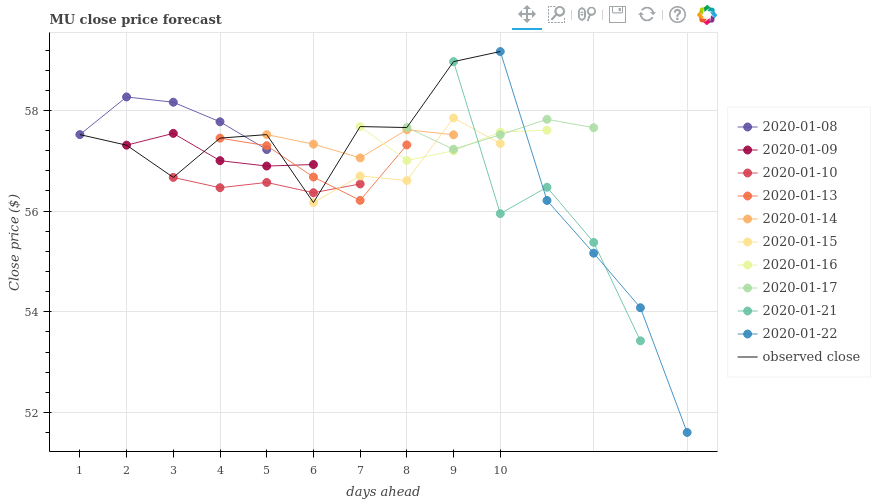 MU close price forecast
58
56
54
52
Close price ($)
1 2 3 4 5 6 7 8 9 10
days ahead
2020-01-08
2020-01-09
2020-01-10
2020-01-13
2020-01-14
2020-01-15
2020-01-16
2020-01-17
2020-01-21
2020-01-22
observed close